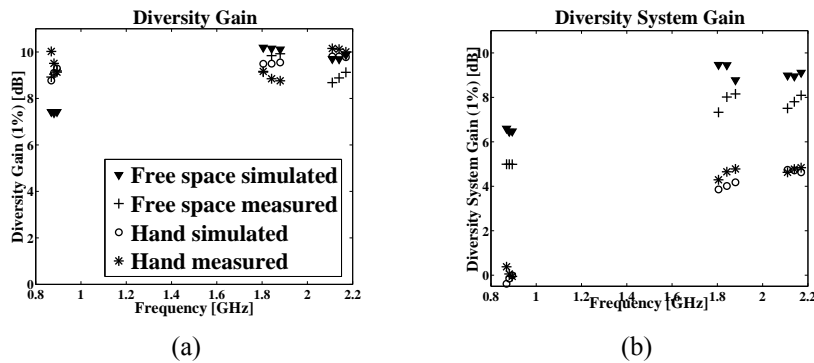 Diversity Gain
Diversity Gain (1%) [dB]
10
8
6
4
2
0
Free space simulated
Free space measured
Hand simulated
Hand measured
0.8
1
1.2
1.4
1.6
1.8
2
2.2
Frequency [GHz]
(a)
Diversity System Gain
Diversity System Gain (1%) [dB]
10
8
6
4
2
0
0.8
1
1.2
1.4
1.6
1.8
2
2.2
Frequency [GHz]
(b)